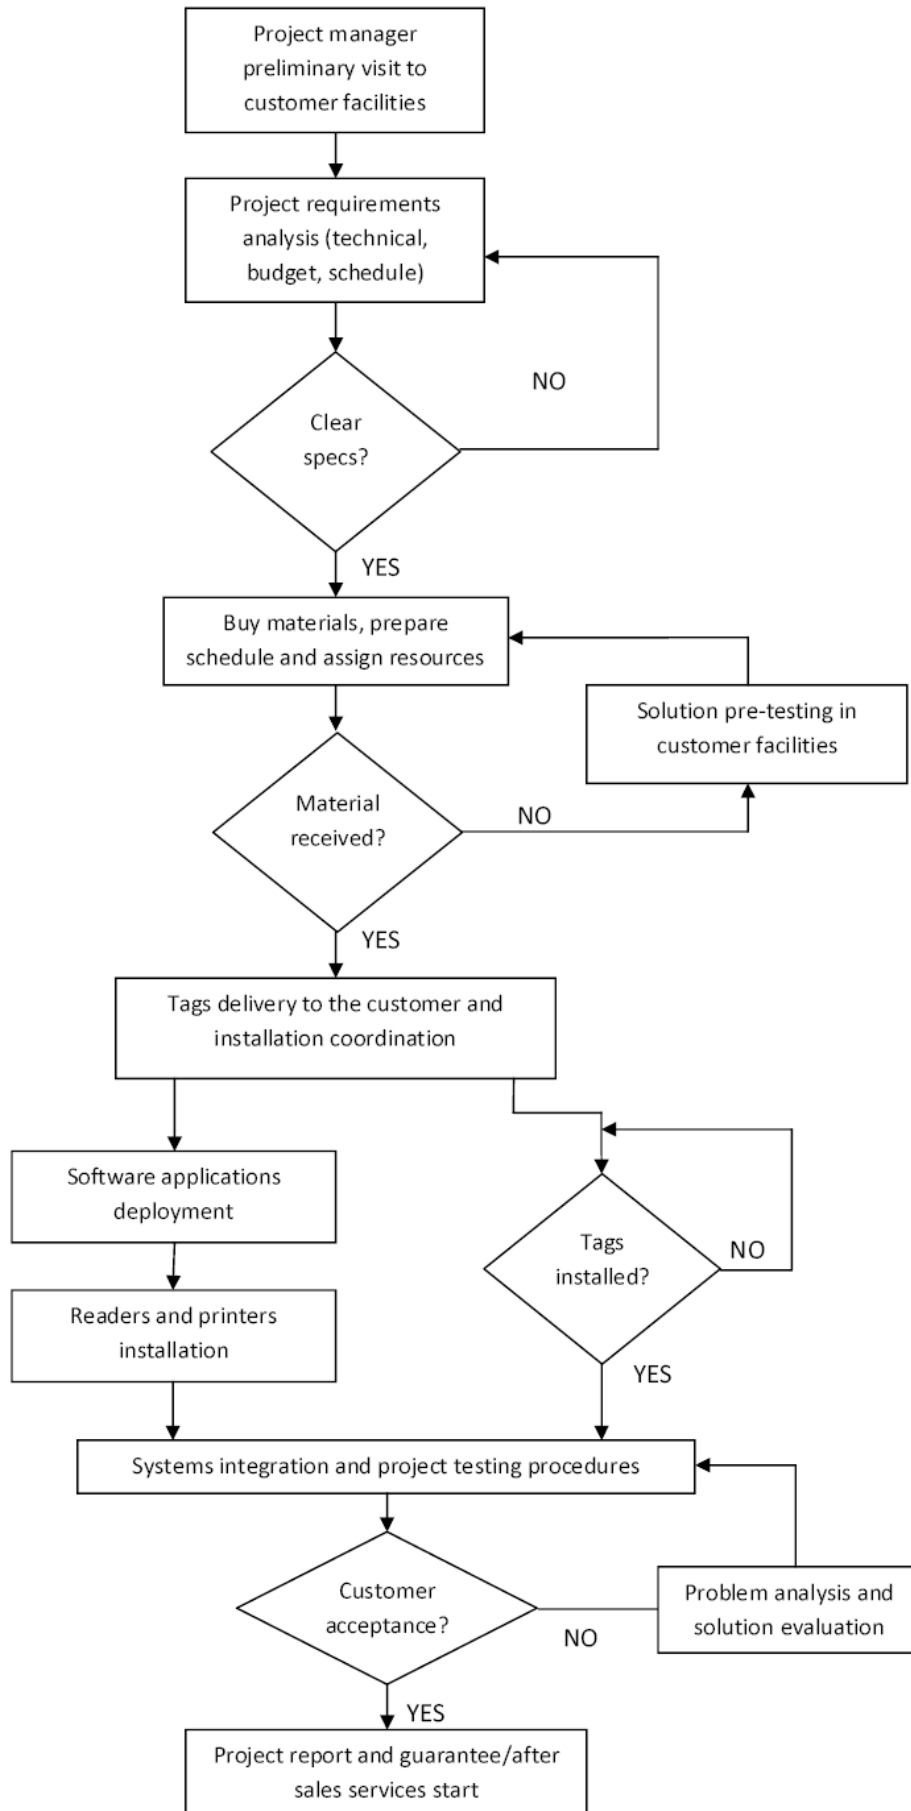 Project manager
preliminary visit to
customer facilities
Project requirements
analysis (technical,
budget, schedule)
NO
Clear
specs?
YES
Buy materials, prepare
schedule and assign resources
Solution pre-testing in
customer facilities
Material
received?
NO
YES
Tags delivery to the customer and
installation coordination
Software applications
deployment
Tags
installed?
NO
Readers and printers
installation
YES
Systems integration and project testing procedures
Customer
acceptance?
NO
Problem analysis and
solution evaluation
YES
Project report and guarantee/after
sales services start